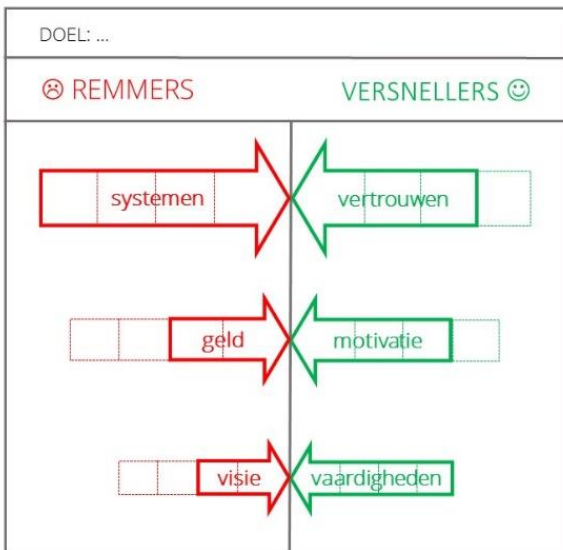 DOEL: ...
☹ REMMERS
VERSNELLERS ☺
systemen
vertrouwen
geld
motivatie
visie
vaardigheden